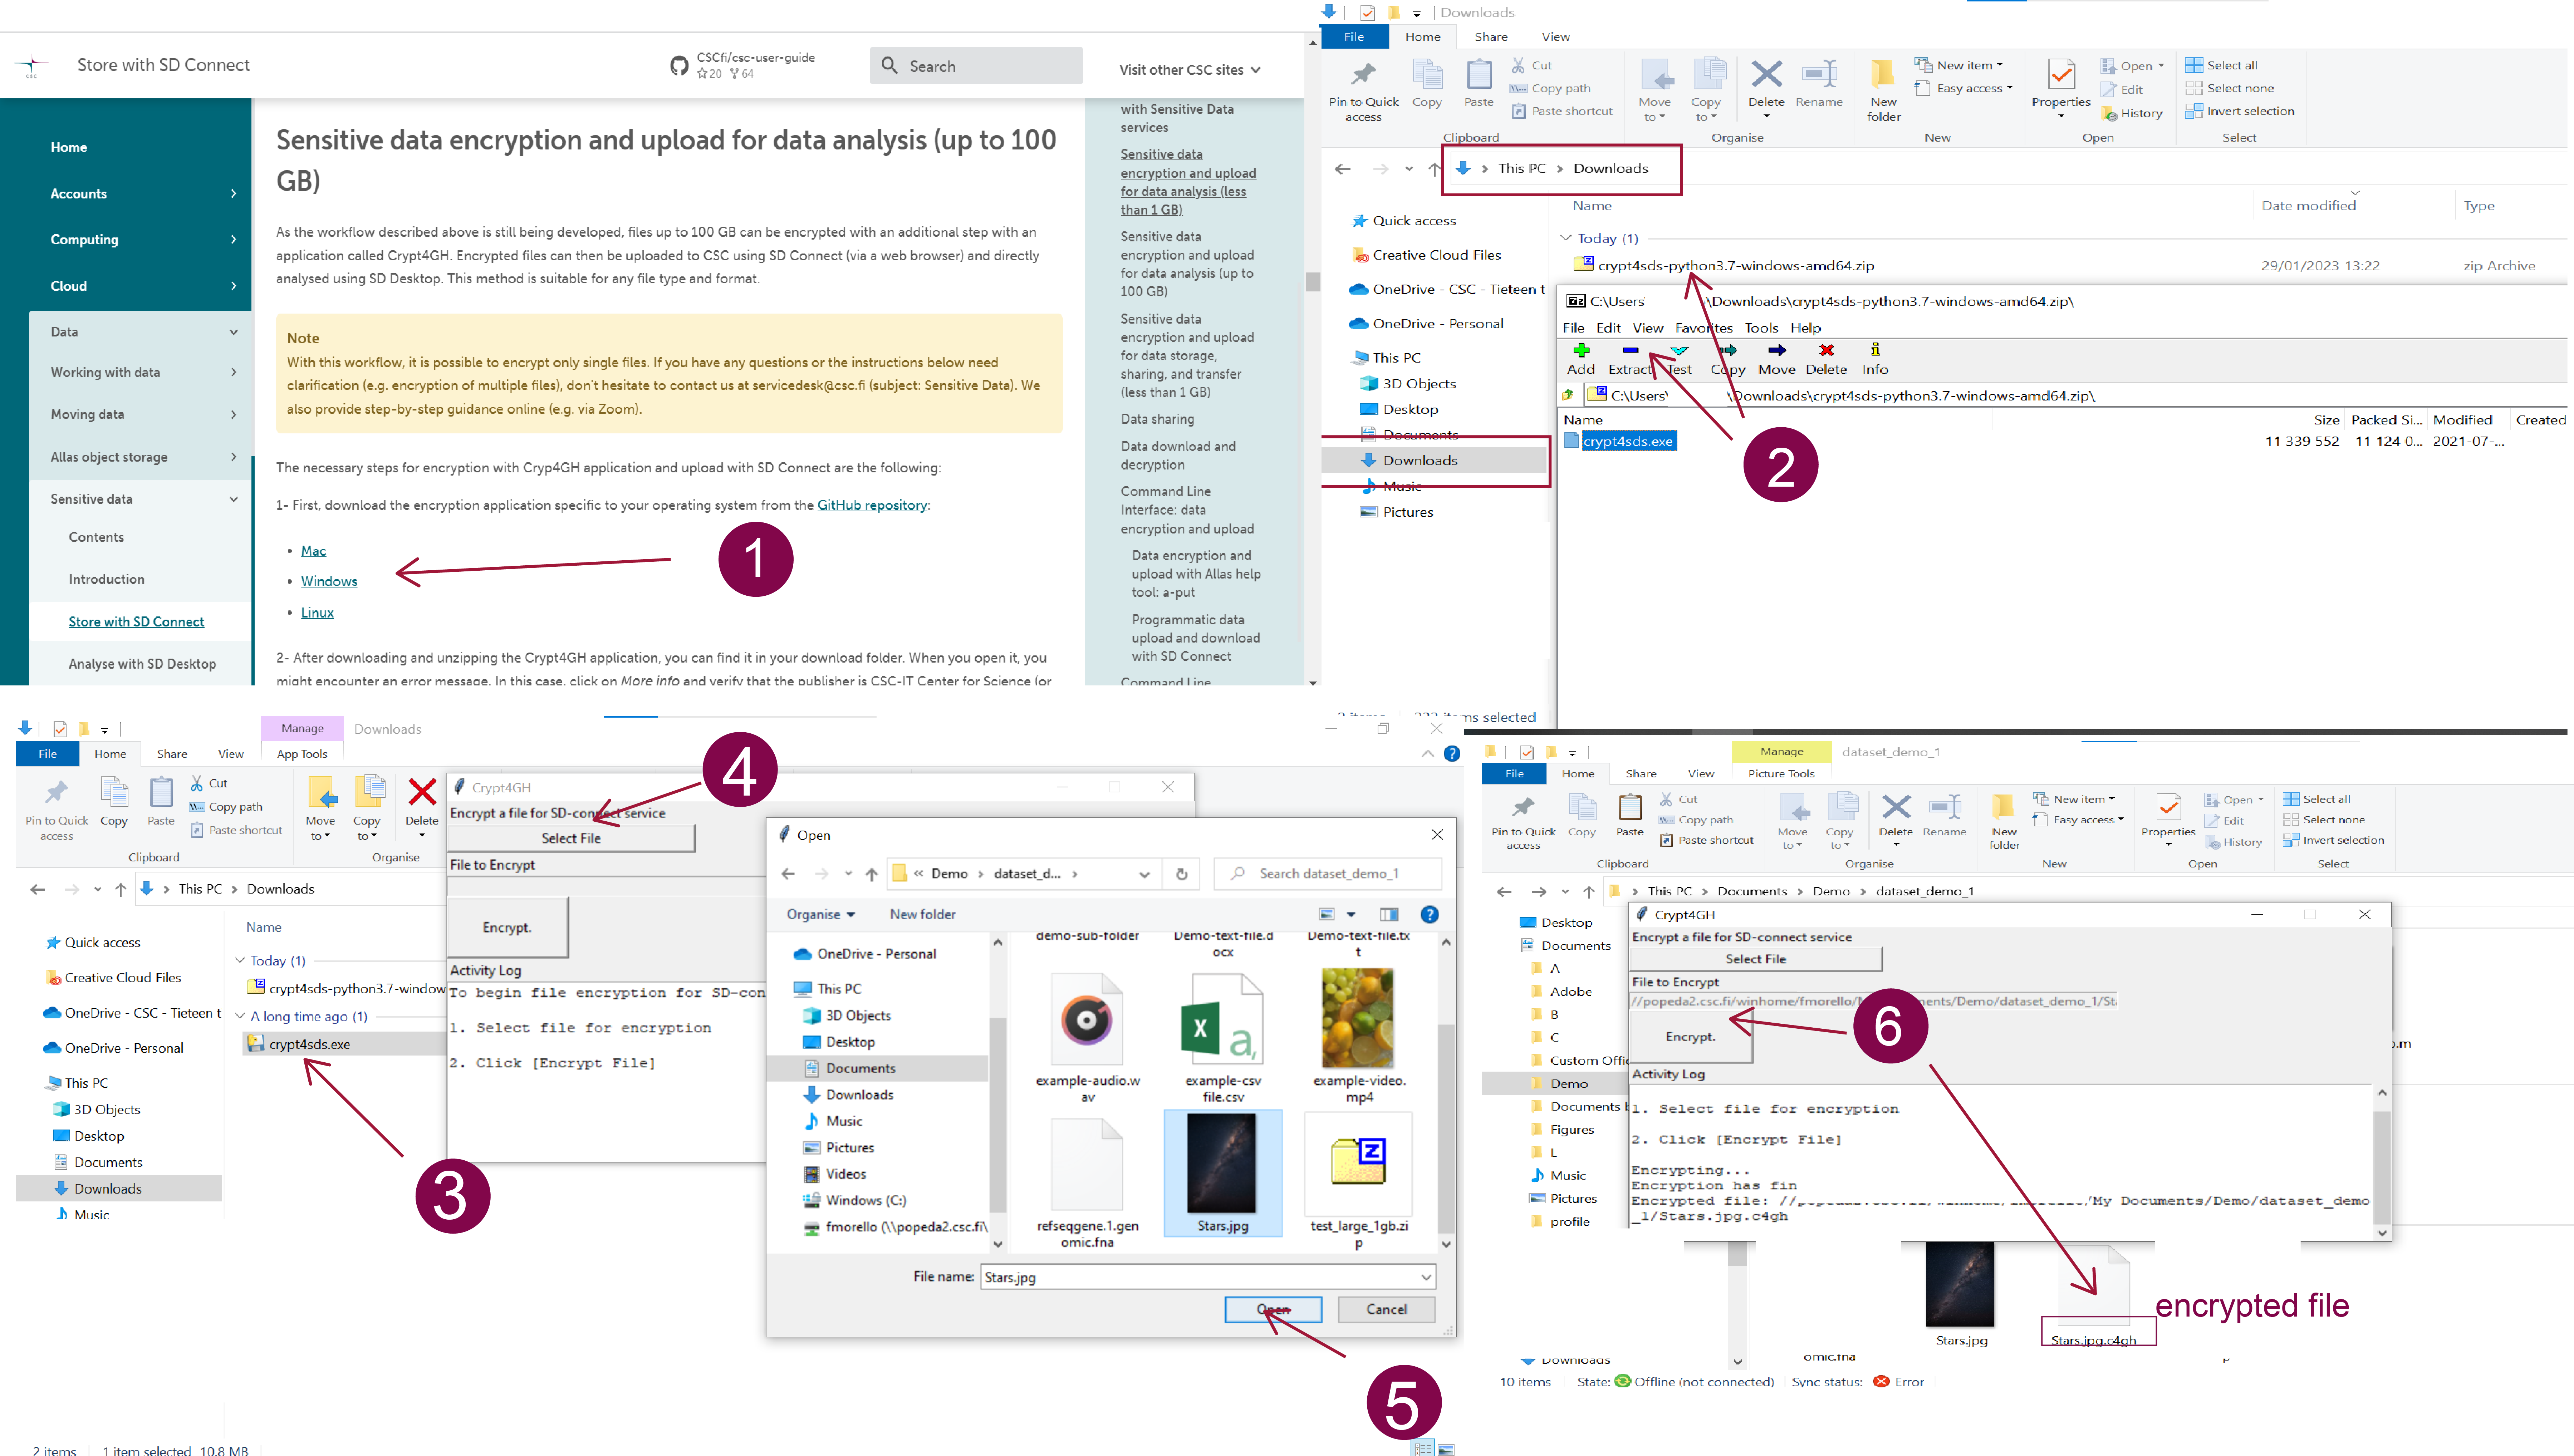 Store with SD Connect
CSCfi/csc-user-guide
20 64
Search
Visit other CSC sites
Home
Accounts
Computing
Cloud
Data
Working with data
Moving data
Allas object storage
Sensitive data
Contents
Introduction
Store with SD Connect
Analyse with SD Desktop
Sensitive data encryption and upload for data analysis (up to 100
GB)
As the workflow described above is still being developed, files up to 100 GB can be encrypted with an additional step with an
application called Crypt4GH. Encrypted files can then be uploaded to CSC using SD Connect (via a web browser) and directly
analysed using SD Desktop. This method is suitable for any file type and format.
Note
With this workflow, it is possible to encrypt only single files. If you have any questions or the instructions below need
clarification (e.g. encryption of multiple files), don't hesitate to contact us at servicedesk@csc.fi (subject: Sensitive Data). We
also provide step-by-step guidance online (e.g. via Zoom).
The necessary steps for encryption with Cryp4GH application and upload with SD Connect are the following:
1- First, download the encryption application specific to your operating system from the GitHub repository:
Mac
Windows
Linux
1
2- After downloading and unzipping the Crypt4GH application, you can find it in your download folder. When you open it, you
might encounter an error message. In this case, click on More info and verify that the publisher is CSC-IT Center for Science (or
with Sensitive Data
services
Sensitive data
encryption and upload
for data analysis (less
than 1 GB)
Sensitive data
encryption and upload
for data analysis (up to
100 GB)
Sensitive data
encryption and upload
for data storage,
sharing, and transfer
(less than 1 GB)
Data sharing
Data download and
decryption
Command Line
Interface: data
encryption and upload
Data encryption and
upload with Allas help
tool: a-put
Programmatic data
upload and download
with SD Connect
Command Line
Downloads
File Home Share View
Pin to Quick access
Copy
Paste
Cut
Copy path
Paste shortcut
Move to
Copy to
Delete
Rename
New folder
New item
Easy access
Properties
Open
Edit
History
Select all
Select none
Invert selection
Clipboard Organise New Open Select
This PC > Downloads
Name Date modified Type
Today (1)
crypt4sds-python3.7-windows-amd64.zip 29/01/2023 13:22 zip Archive
Quick access
Creative Cloud Files
OneDrive - CSC - Tieteen t
OneDrive - Personal
This PC
3D Objects
Desktop
Documents
Downloads
Music
Pictures
C:\Users\ \Downloads\crypt4sds-python3.7-windows-amd64.zip\
File Edit View Favorites Tools Help
Add Extract Test Copy Move Delete Info
C:\Users\ \Downloads\crypt4sds-python3.7-windows-amd64.zip\
Name Size Packed Si... Modified Created
crypt4sds.exe 11 339 552 11 124 0... 2021-07-...
2
items selected
Manage Downloads
File Home Share View App Tools
Pin to Quick access
Copy
Paste
Cut
Copy path
Paste shortcut
Move to
Copy to
Delete
Clipboard Organise
This PC > Downloads
Name
Quick access
Creative Cloud Files
OneDrive - CSC - Tieteen t
OneDrive - Personal
This PC
3D Objects
Desktop
Documents
Downloads
Music
Today (1)
crypt4sds-python3.7-window
A long time ago (1)
crypt4sds.exe
3
2 items 1 item selected 10.8 MB
Crypt4GH
Encrypt a file for SD-connect service
Select File
4
File to Encrypt
Encrypt.
Activity Log
To begin file encryption for SD-con
1. Select file for encryption
2. Click [Encrypt File]
Open
Demo > dataset_d...
Search dataset_demo_1
Organise New folder
OneDrive - Personal
This PC
3D Objects
Desktop
Documents
Downloads
Music
Pictures
Videos
Windows (C:)
fmorello (\\popeda2.csc.fi\
demo-sub-folder
Demo-text-file.d
ocx
Demo-text-file.tx
t
example-audio.w
av
example-csv
file.csv
example-video.
mp4
refseqgene.1.gen
omic.fna
Stars.jpg
test_large_1gb.zi
p
File name: Stars.jpg
Open Cancel
5
Manage dataset_demo_1
File Home Share View Picture Tools
Pin to Quick access
Copy
Paste
Cut
Copy path
Paste shortcut
Move to
Copy to
Delete
Rename
New folder
New item
Easy access
Properties
Open
Edit
History
Select all
Select none
Invert selection
Clipboard Organise New Open Select
This PC > Documents > Demo > dataset_demo_1
Desktop
Documents
A
Adobe
B
C
Custom Offic
Demo
Documents
Figures
L
Music
Pictures
profile
Crypt4GH
Encrypt a file for SD-connect service
Select File
File to Encrypt
//popeda2.csc.fi/winhome/fmorello/
Encrypt.
6
Activity Log
1. Select file for encryption
2. Click [Encrypt File]
Encrypting...
Encryption has fin
Encrypted file: /My Documents/Demo/dataset_demo
_1/Stars.jpg.c4gh
Stars.jpg
Stars.jpg.c4gh
encrypted file
Downloads
omic.fna
10 items State: Offline (not connected) Sync status: Error